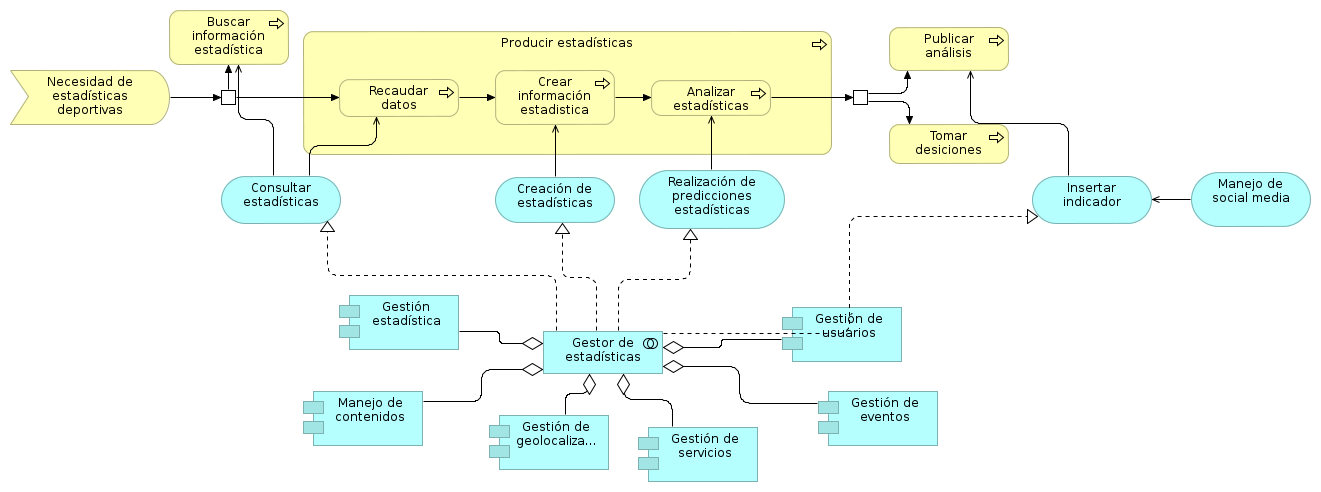 Buscar
información
estadística
Producir estadísticas
Publicar
análisis
Necesidad de
estadísticas
deportivas
Recaudar
datos
Crear
información
estadistica
Analizar
estadísticas
Tomar
desiciones
Consultar
estadísticas
Creación de
estadísticas
Realización de
predicciones
estadísticas
Insertar
indicador
Manejo de
social media
Gestión
estadística
Gestor de
estadísticas
Gestión de
usuarios
Manejo de
contenidos
Gestión de
geolocaliza...
Gestión de
servicios
Gestión de
eventos